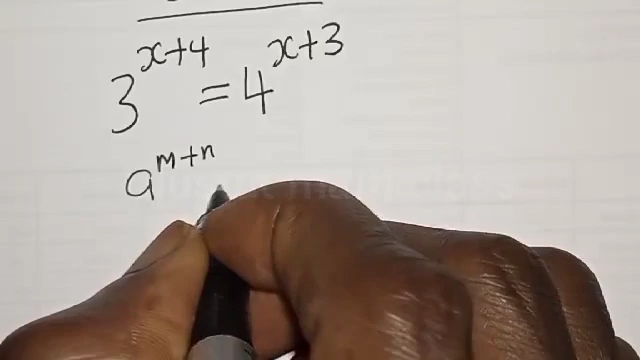 3^{x+4} = 4^{x+3}
a^{m+n}